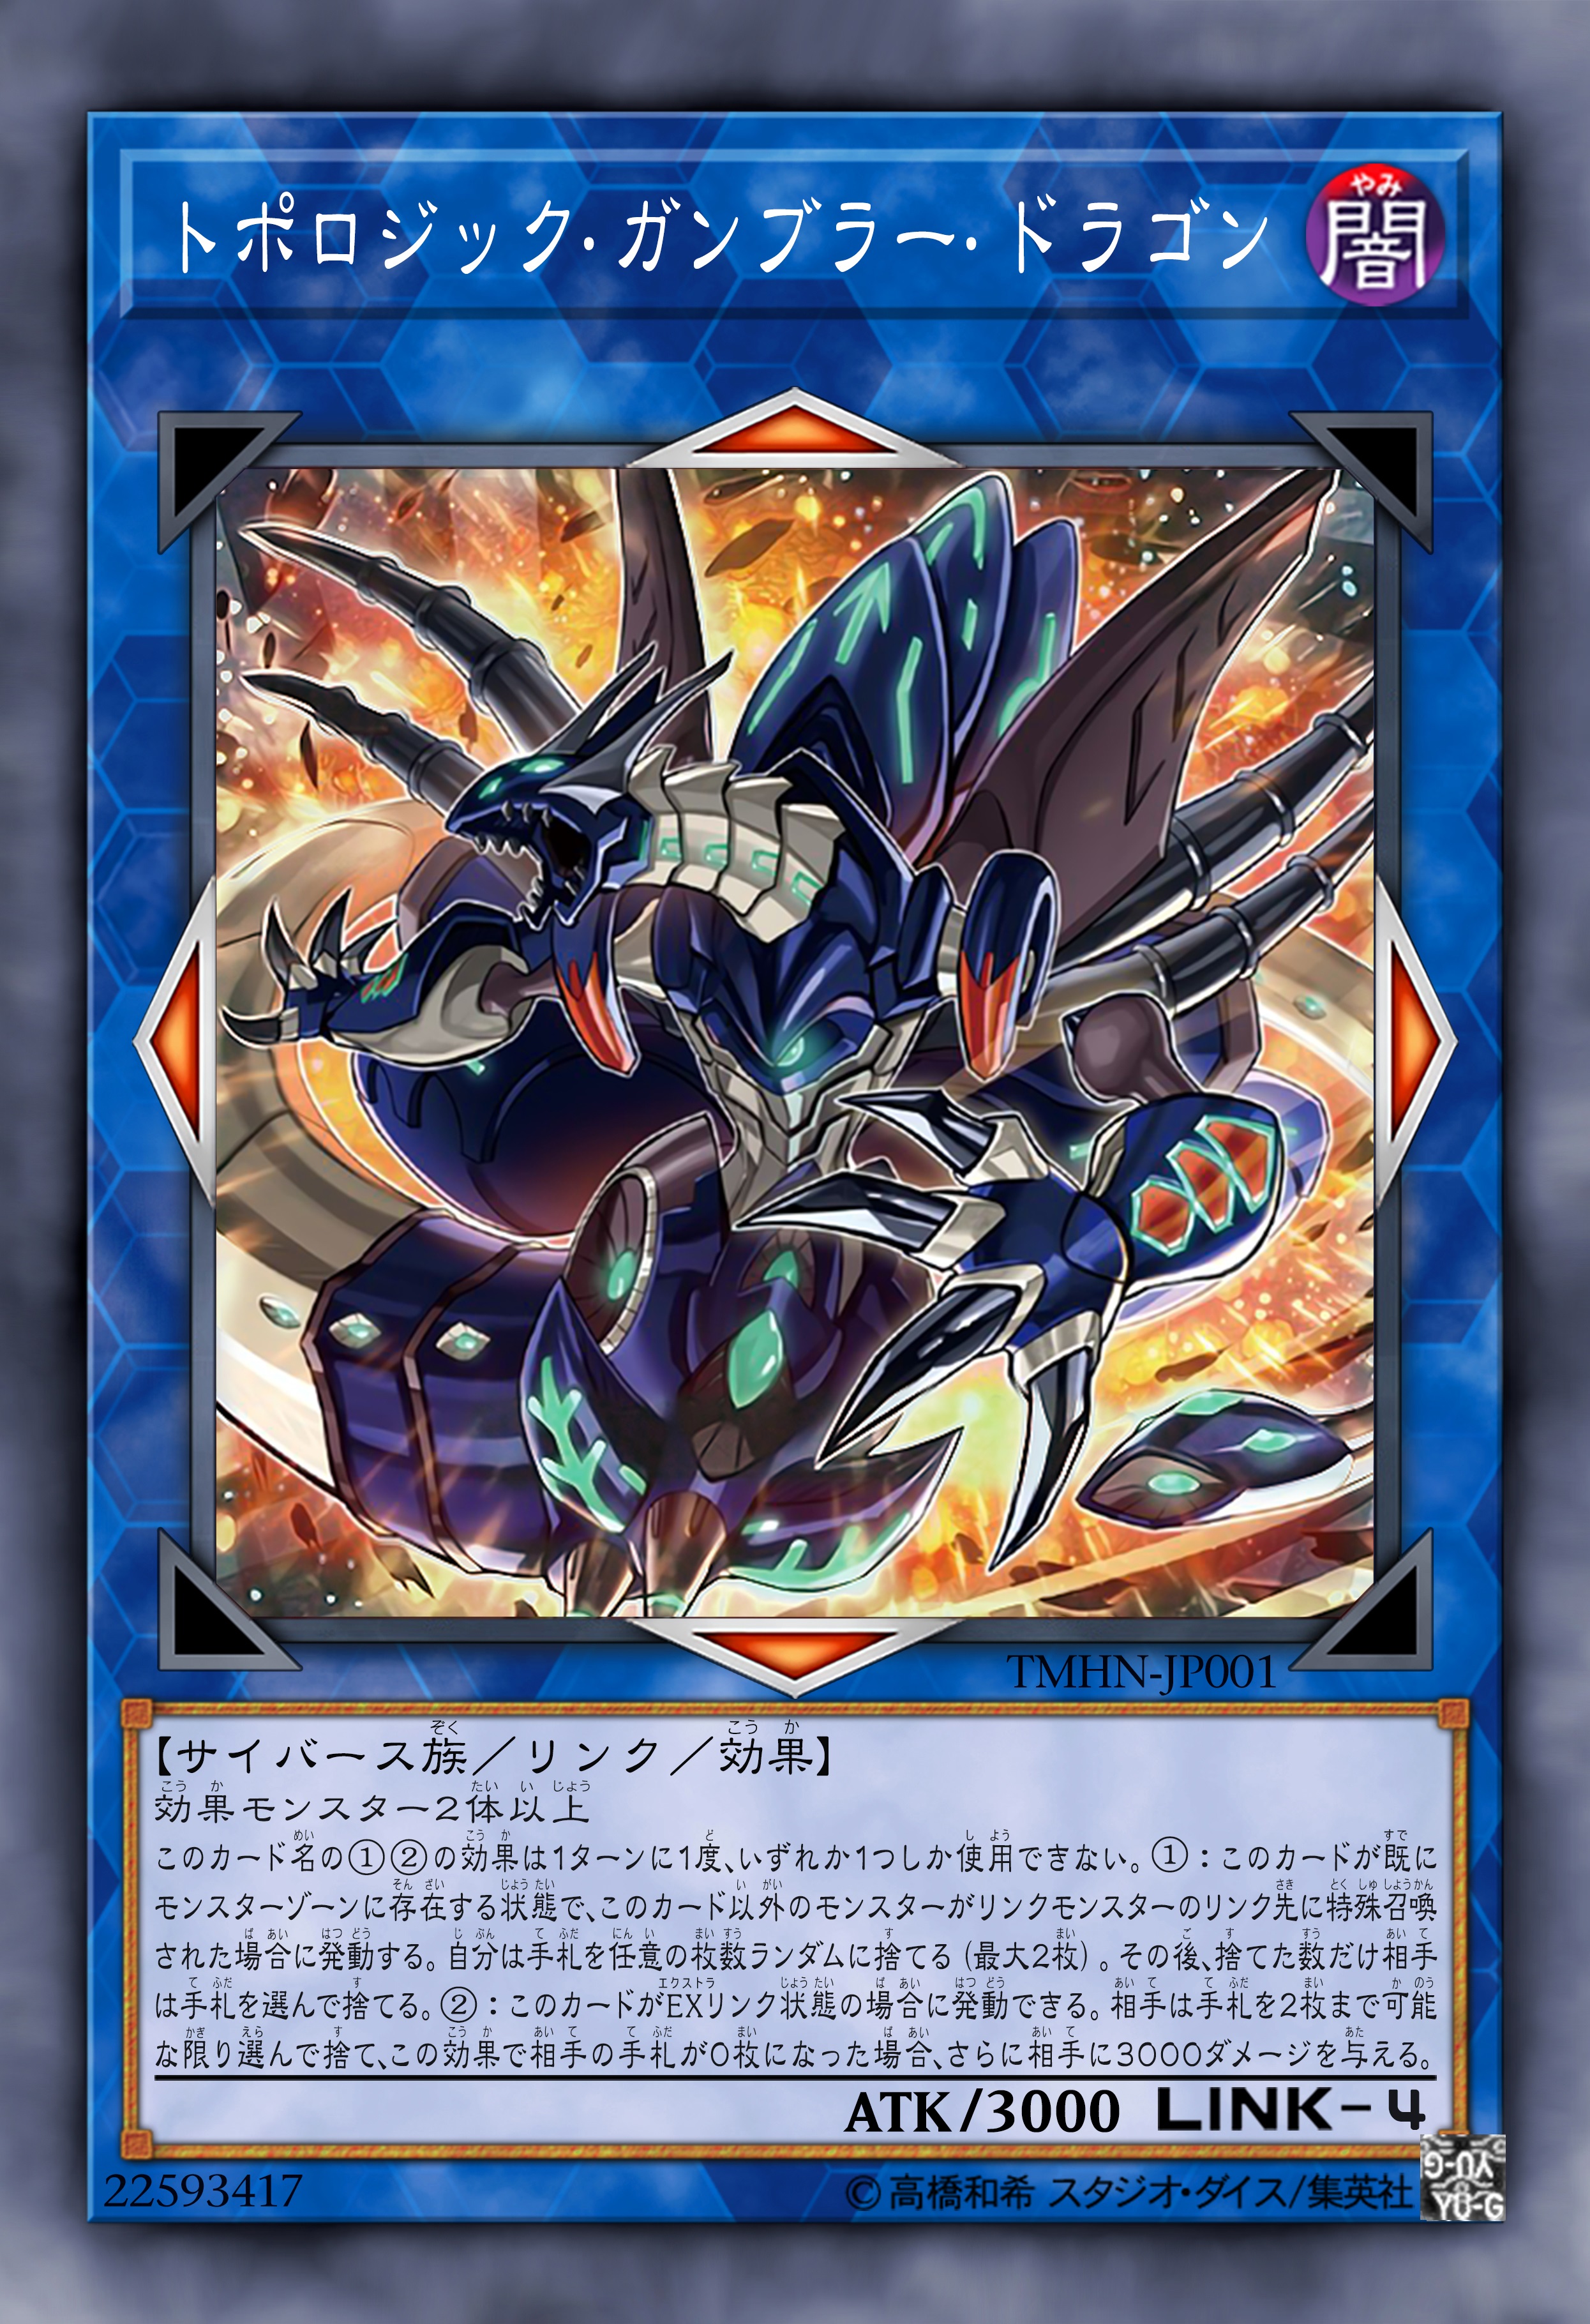 トポロジック・ガンブラー・ドラゴン
やみ
闇
TMHN-JP001
【サイバース族／リンク／効果】
効果モンスター2体以上
このカード名の①②の効果は1ターンに1度、いずれか1つしか使用できない。①：このカードが既に
モンスターゾーンに存在する状態で、このカード以外のモンスターがリンクモンスターのリンク先に特殊召喚
された場合に発動する。自分は手札を任意の枚数ランダムに捨てる（最大2枚）。その後、捨てた数だけ相手
は手札を選んで捨てる。②：このカードがEXリンク状態の場合に発動できる。相手は手札を2枚まで可能
な限り選んで捨て、この効果で相手の手札が0枚になった場合、さらに相手に3000ダメージを与える。
ATK/3000 LINK-4
22593417
©高橋和希 スタジオ・ダイス/集英社
YU-G